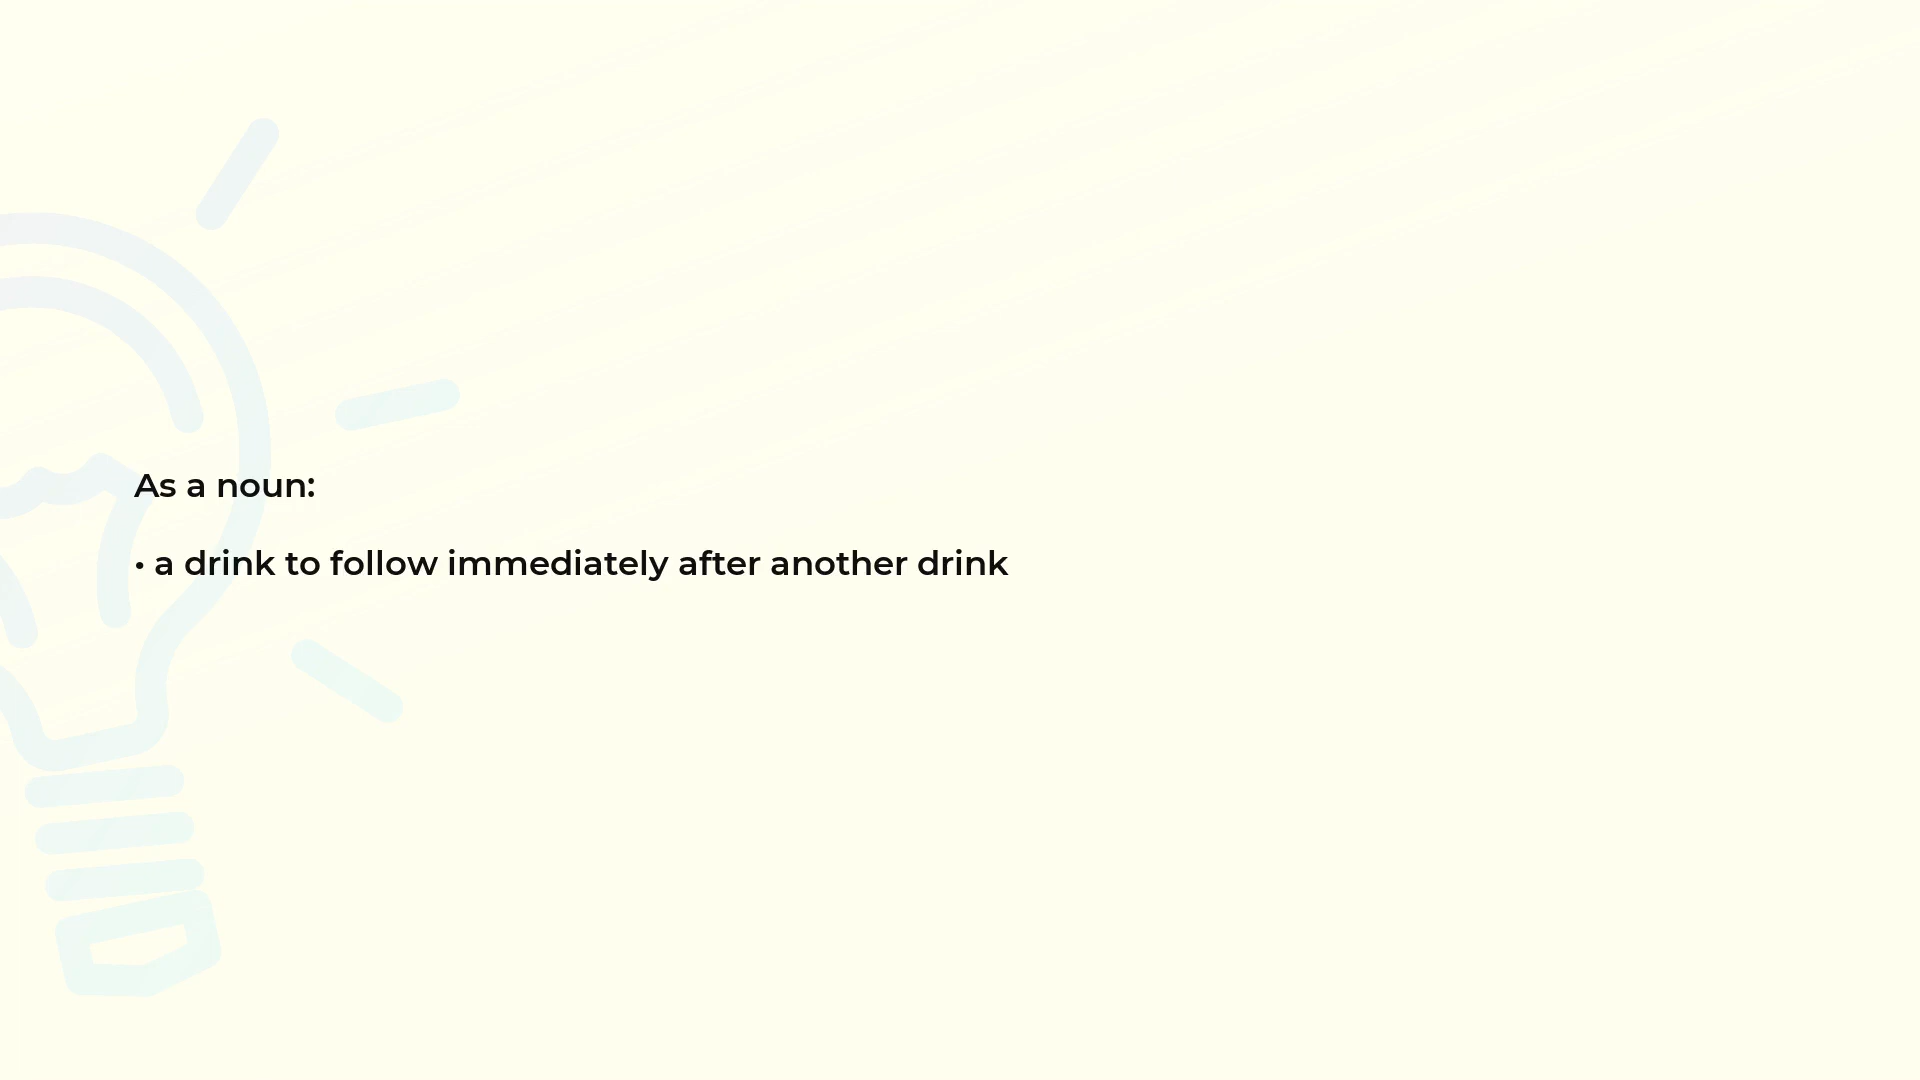 As a noun:
• a drink to follow immediately after another drink